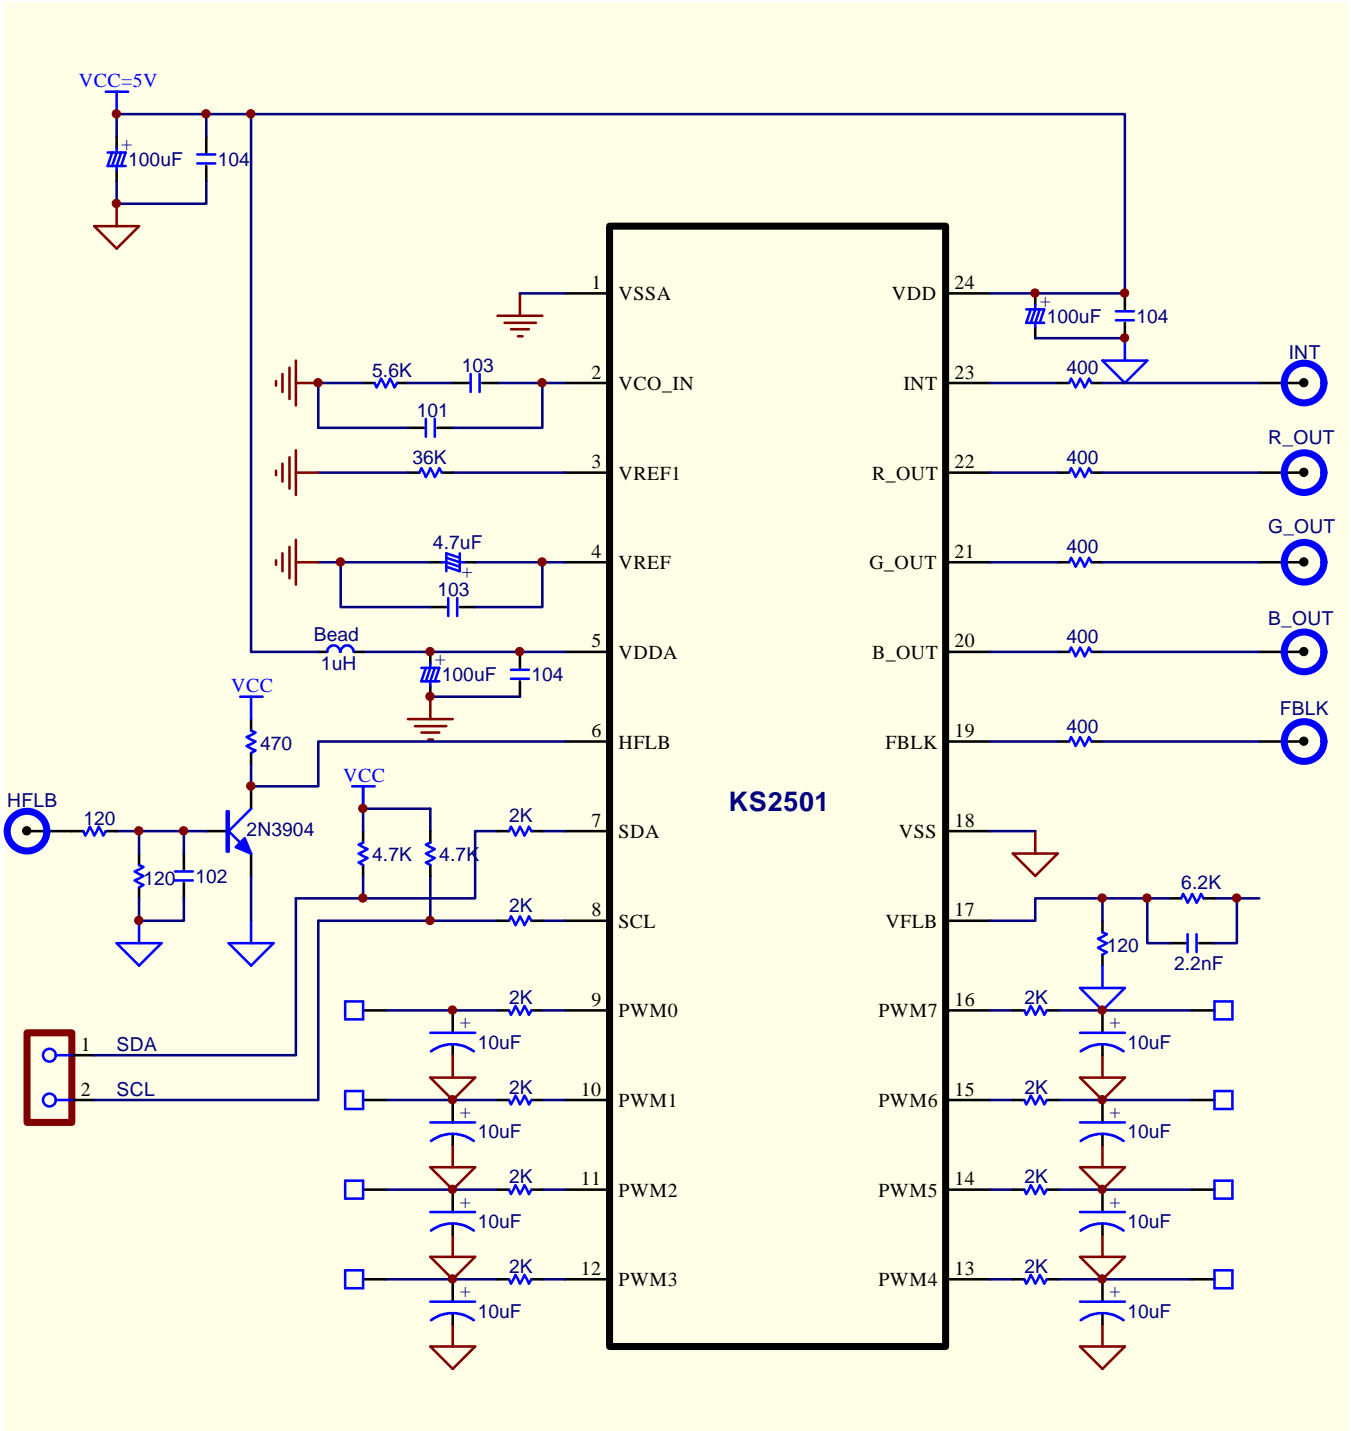 VCC=5V
+
100uF
104
1
VSSA
VDD
24
+
100uF
104
5.6K
103
2
VCO_IN
INT
23
400
INT
101
36K
3
VREF1
R_OUT
22
400
R_OUT
4.7uF
+
4
VREF
G_OUT
21
400
G_OUT
103
Bead
1uH
5
VDDA
B_OUT
20
400
B_OUT
+
100uF
104
VCC
470
6
HFLB
FBLK
19
400
FBLK
VCC
KS2501
HFLB
120
2N3904
4.7K
4.7K
2K
7
SDA
VSS
18
120
102
2K
8
SCL
VFLB
17
6.2K
120
2.2nF
2K
9
PWM0
PWM7
16
2K
+
10uF
+
10uF
1
SDA
2
SCL
2K
10
PWM1
PWM6
15
2K
+
10uF
+
10uF
2K
11
PWM2
PWM5
14
2K
+
10uF
+
10uF
2K
12
PWM3
PWM4
13
2K
+
10uF
+
10uF